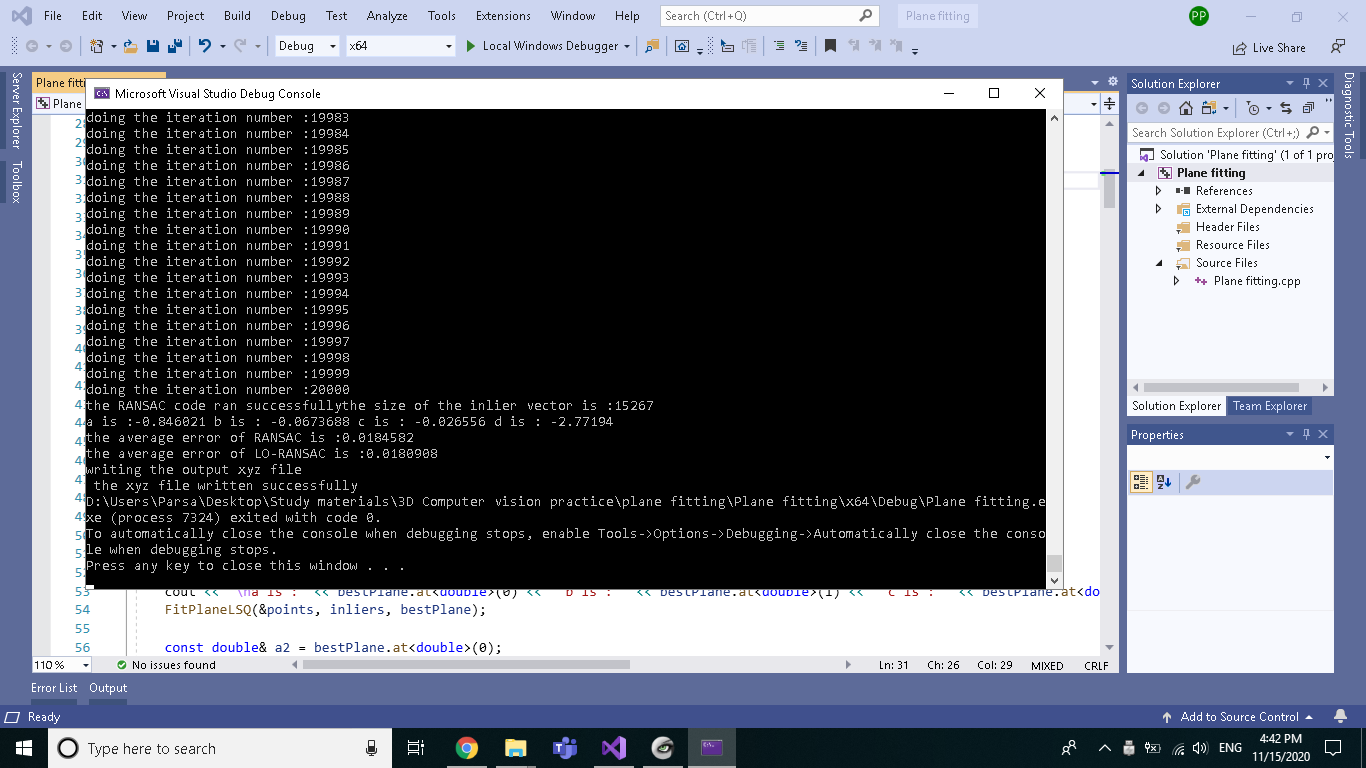 File Edit View Project Build Debug Test Analyze Tools Extensions Window Help Search (Ctrl+Q) Plane fitting PP
Debug x64 Local Windows Debugger Live Share
Server Explorer
Toolbox
Plane fitti
Plane
Microsoft Visual Studio Debug Console
doing the iteration number :19983
doing the iteration number :19984
doing the iteration number :19985
doing the iteration number :19986
doing the iteration number :19987
doing the iteration number :19988
doing the iteration number :19989
doing the iteration number :19990
doing the iteration number :19991
doing the iteration number :19992
doing the iteration number :19993
doing the iteration number :19994
doing the iteration number :19995
doing the iteration number :19996
doing the iteration number :19997
doing the iteration number :19998
doing the iteration number :19999
doing the iteration number :20000
the RANSAC code ran successfullythe size of the inlier vector is :15267
a is :-0.846021 b is : -0.0673688 c is : -0.026556 d is : -2.77194
the average error of RANSAC is :0.0184582
the average error of LO-RANSAC is :0.0180908
writing the output xyz file
the xyz file written successfully
D:\Users\Parsa\Desktop\Study materials\3D Computer vision practice\plane fitting\Plane fitting\x64\Debug\Plane fitting.e
xe (process 7324) exited with code 0.
To automatically close the console when debugging stops, enable Tools->Options->Debugging->Automatically close the conso
le when debugging stops.
Press any key to close this window . . .
53 cout << "\na is :" << bestPlane.at<double>(0) << " b is : " << bestPlane.at<double>(1) << " c is : " << bestPlane.at<do
54 FitPlaneLSQ(&points, inliers, bestPlane);
55
56 const double& a2 = bestPlane.at<double>(0);
110 % No issues found Ln: 31 Ch: 26 Col: 29 MIXED CRLF
Solution Explorer
Search Solution Explorer (Ctrl+;)
Solution 'Plane fitting' (1 of 1 proj
Plane fitting
References
External Dependencies
Header Files
Resource Files
Source Files
Plane fitting.cpp
Solution Explorer Team Explorer
Properties
Diagnostic Tools
Error List Output
Ready Add to Source Control
Type here to search ENG 4:42 PM
11/15/2020